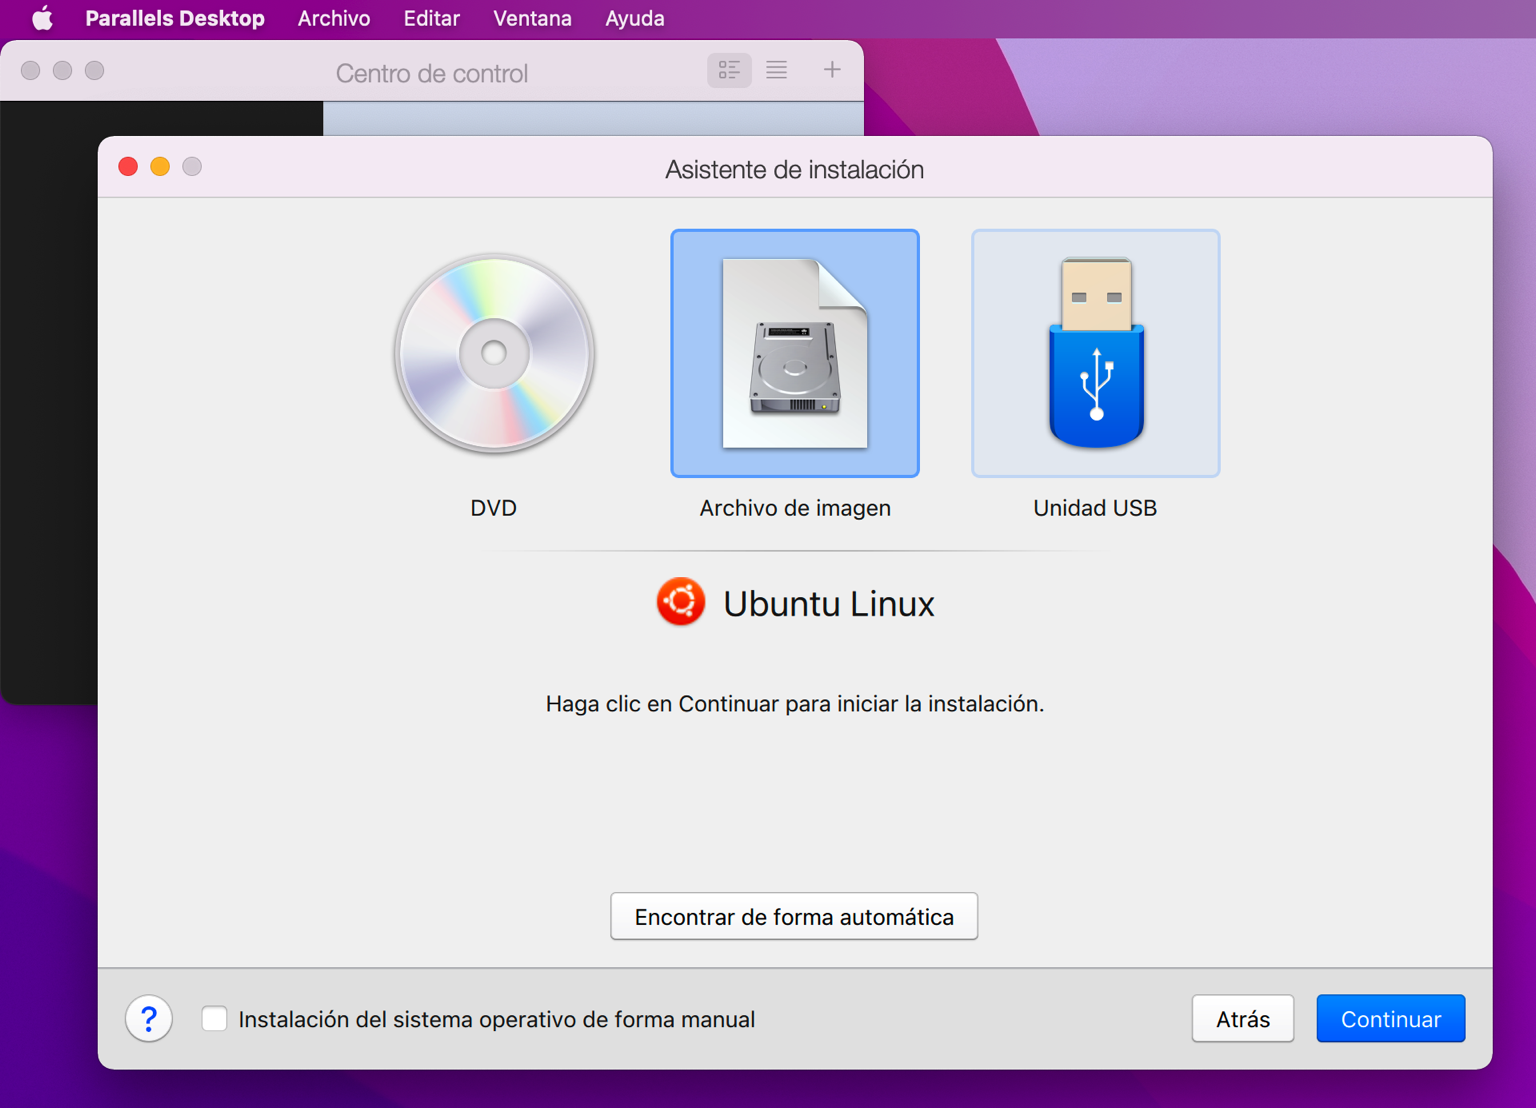 Parallels Desktop Archivo Editar Ventana Ayuda
Centro de control
Asistente de instalación
DVD Archivo de imagen Unidad USB
Ubuntu Linux
Haga clic en Continuar para iniciar la instalación.
Encontrar de forma automática
? Instalación del sistema operativo de forma manual Atrás Continuar